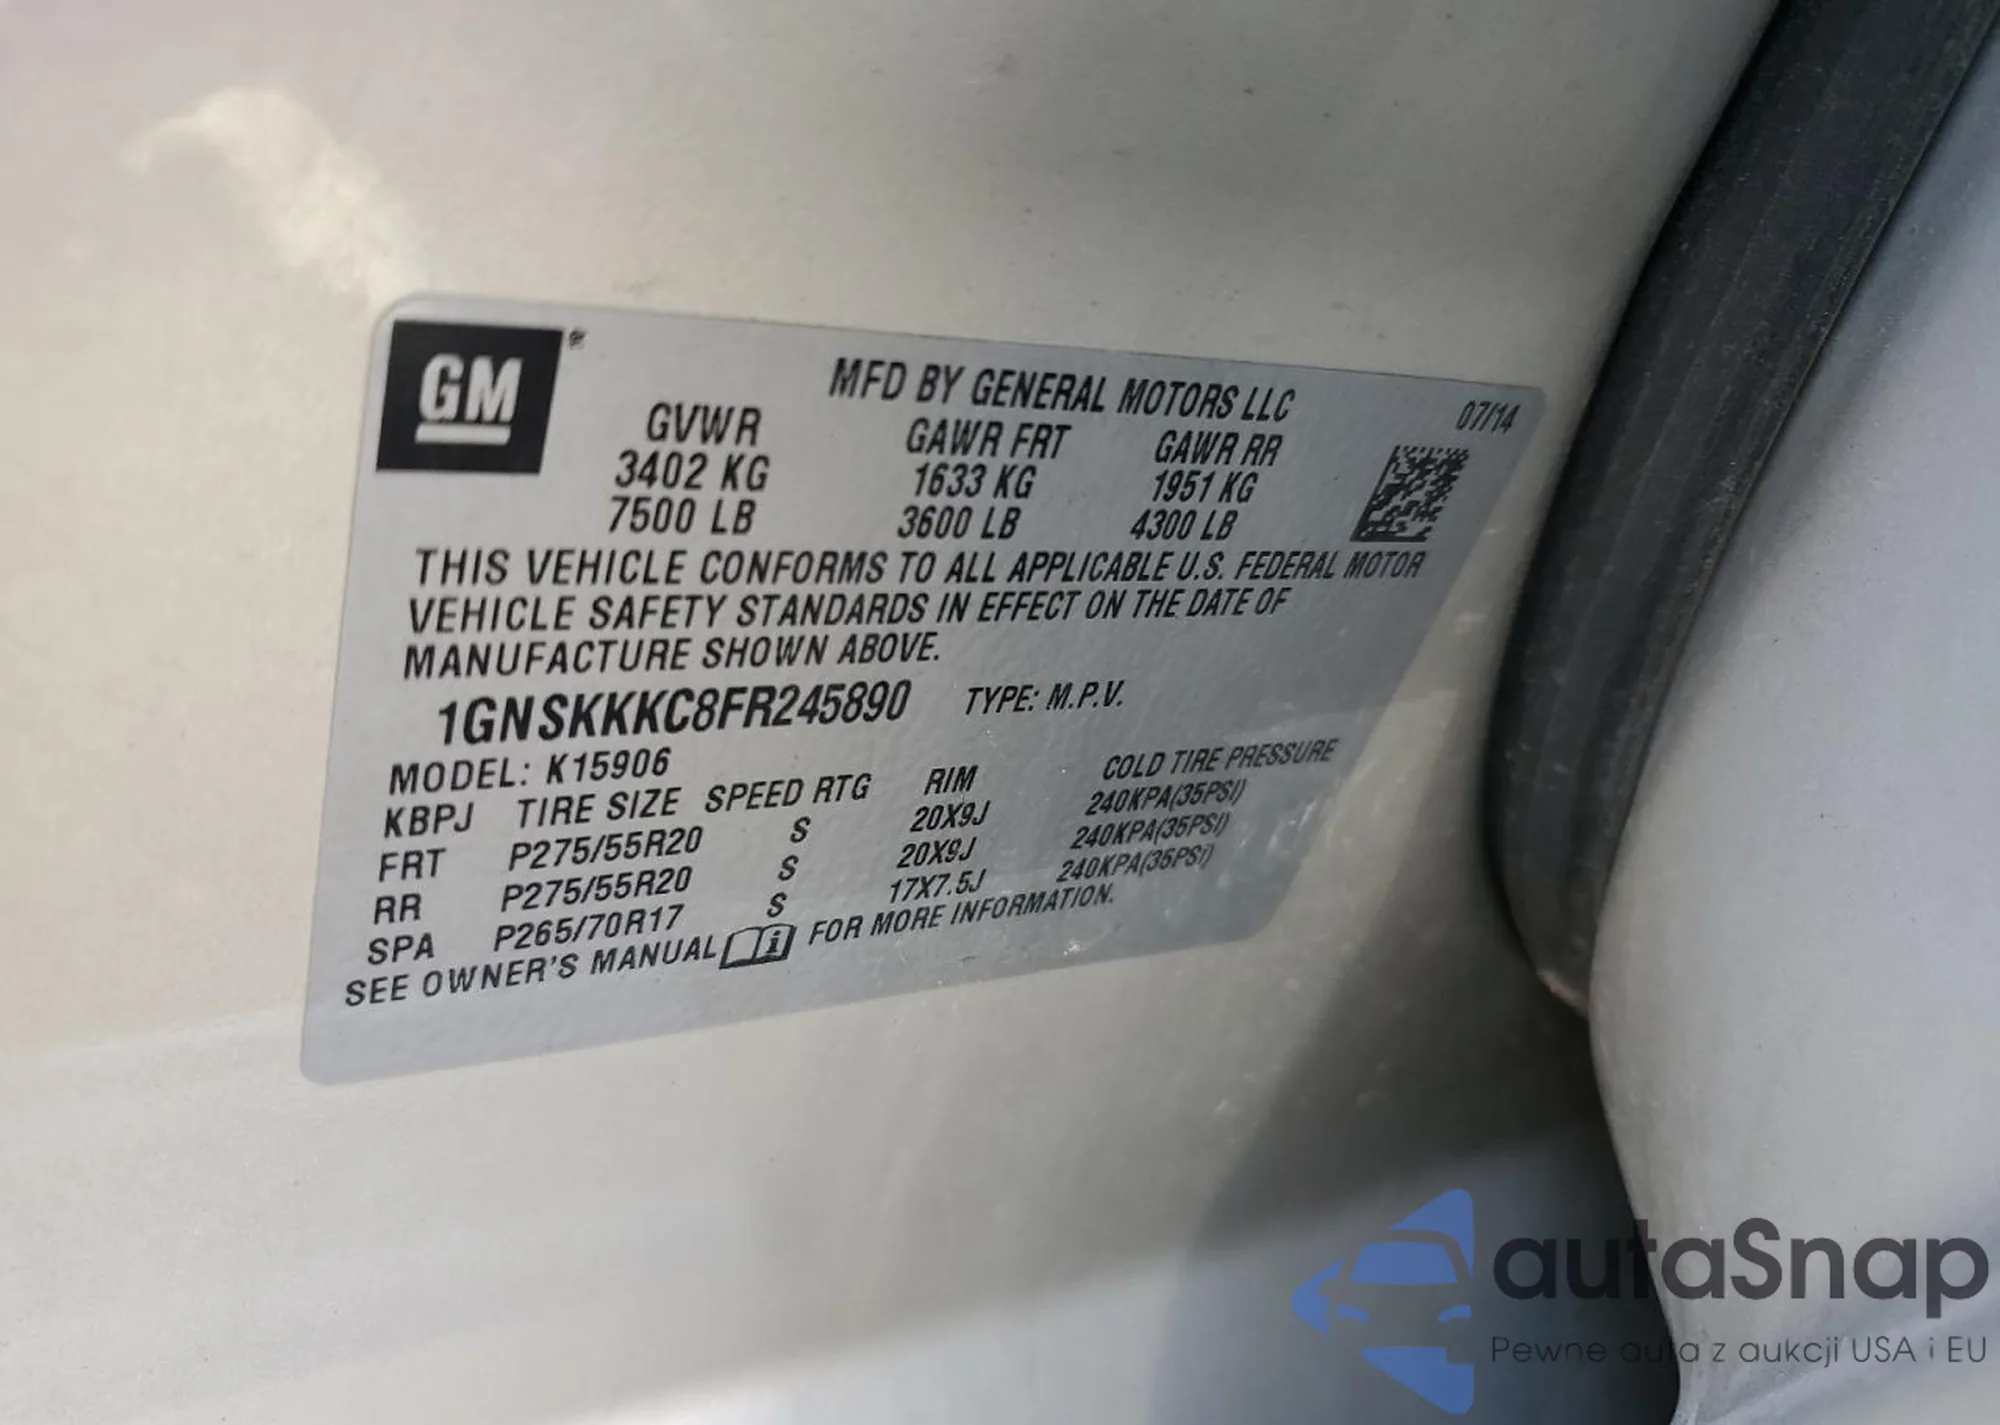 GM ®
MFD BY GENERAL MOTORS LLC
07/14
GVWR GAWR FRT GAWR RR
3402 KG 1633 KG 1951 KG
7500 LB 3600 LB 4300 LB
THIS VEHICLE CONFORMS TO ALL APPLICABLE U.S. FEDERAL MOTOR
VEHICLE SAFETY STANDARDS IN EFFECT ON THE DATE OF
MANUFACTURE SHOWN ABOVE.
1GNSKKKC8FR245890 TYPE: M.P.V.
MODEL: K15906
KBPJ TIRE SIZE SPEED RTG RIM COLD TIRE PRESSURE
FRT P275/55R20 S 20X9J 240KPA(35PSI)
RR P275/55R20 S 20X9J 240KPA(35PSI)
SPA P265/70R17 S 17X7.5J 240KPA(35PSI)
SEE OWNER'S MANUAL i FOR MORE INFORMATION.
autaSnap
Pewne auta z aukcji USA i EU